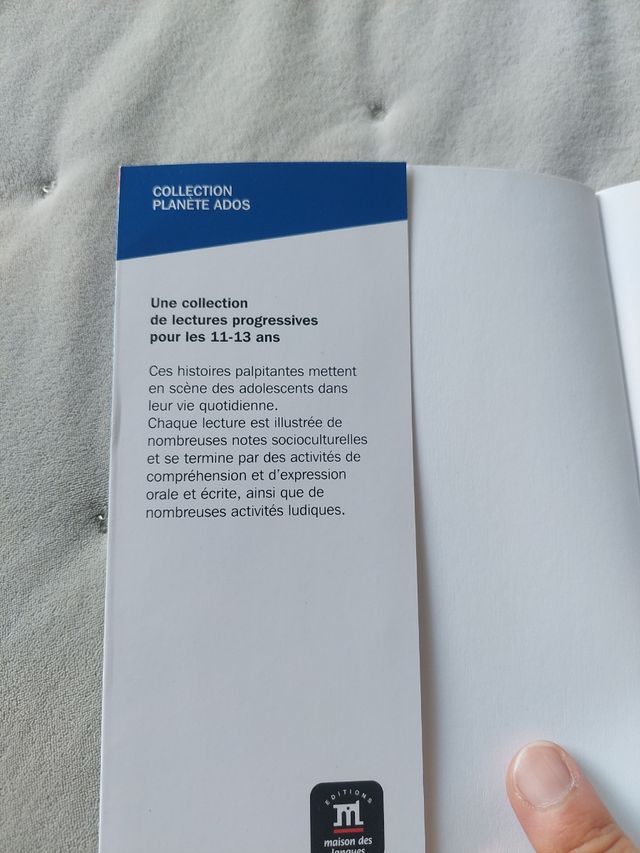 COLLECTION
PLANÈTE ADOS
Une collection
de lectures progressives
pour les 11-13 ans
Ces histoires palpitantes mettent
en scène des adolescents dans
leur vie quotidienne.
Chaque lecture est illustrée de
nombreuses notes socioculturelles
et se termine par des activités de
compréhension et d'expression
orale et écrite, ainsi que de
nombreuses activités ludiques.
EDITIONS
maison des
langues